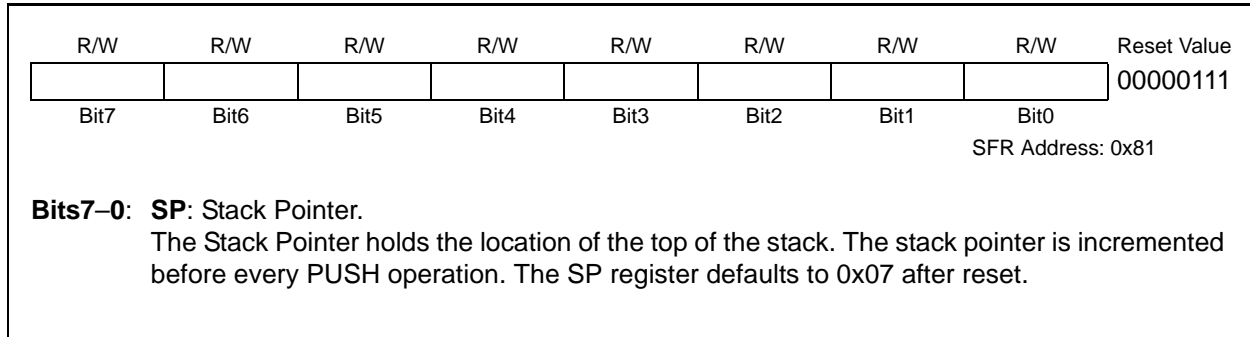 R/W R/W R/W R/W R/W R/W R/W R/W Reset Value
00000111
Bit7 Bit6 Bit5 Bit4 Bit3 Bit2 Bit1 Bit0
SFR Address: 0x81
Bits7–0: SP: Stack Pointer.
The Stack Pointer holds the location of the top of the stack. The stack pointer is incremented
before every PUSH operation. The SP register defaults to 0x07 after reset.